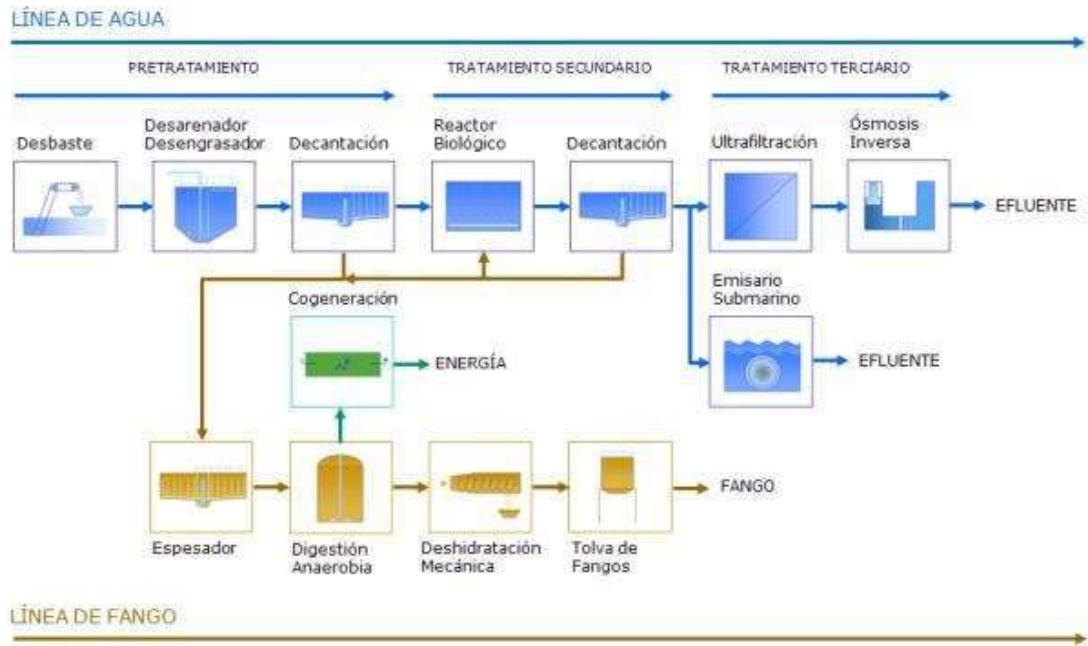 LÍNEA DE AGUA
PRETRATAMIENTO
TRATAMIENTO SECUNDARIO
TRATAMIENTO TERCIARIO
Desbaste
Desarenador
Desengrasador
Decantación
Reactor
Biológico
Decantación
Ultrafiltración
Ósmosis
Inversa
EFLUENTE
Emisario
Submarino
EFLUENTE
Cogeneración
ENERGÍA
Espesador
Digestión
Anaerobia
Deshidratación
Mecánica
Tolva de
Fangos
FANGO
LÍNEA DE FANGO